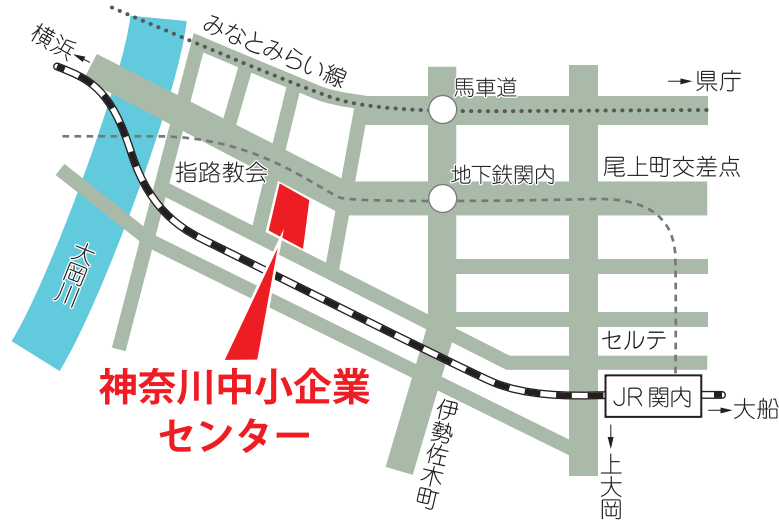 みなとみらい線
横浜
馬車道
県庁
指路教会
地下鉄関内
尾上町交差点
大岡川
セルテ
神奈川中小企業
センター
JR関内
大船
伊勢佐木町
上大岡